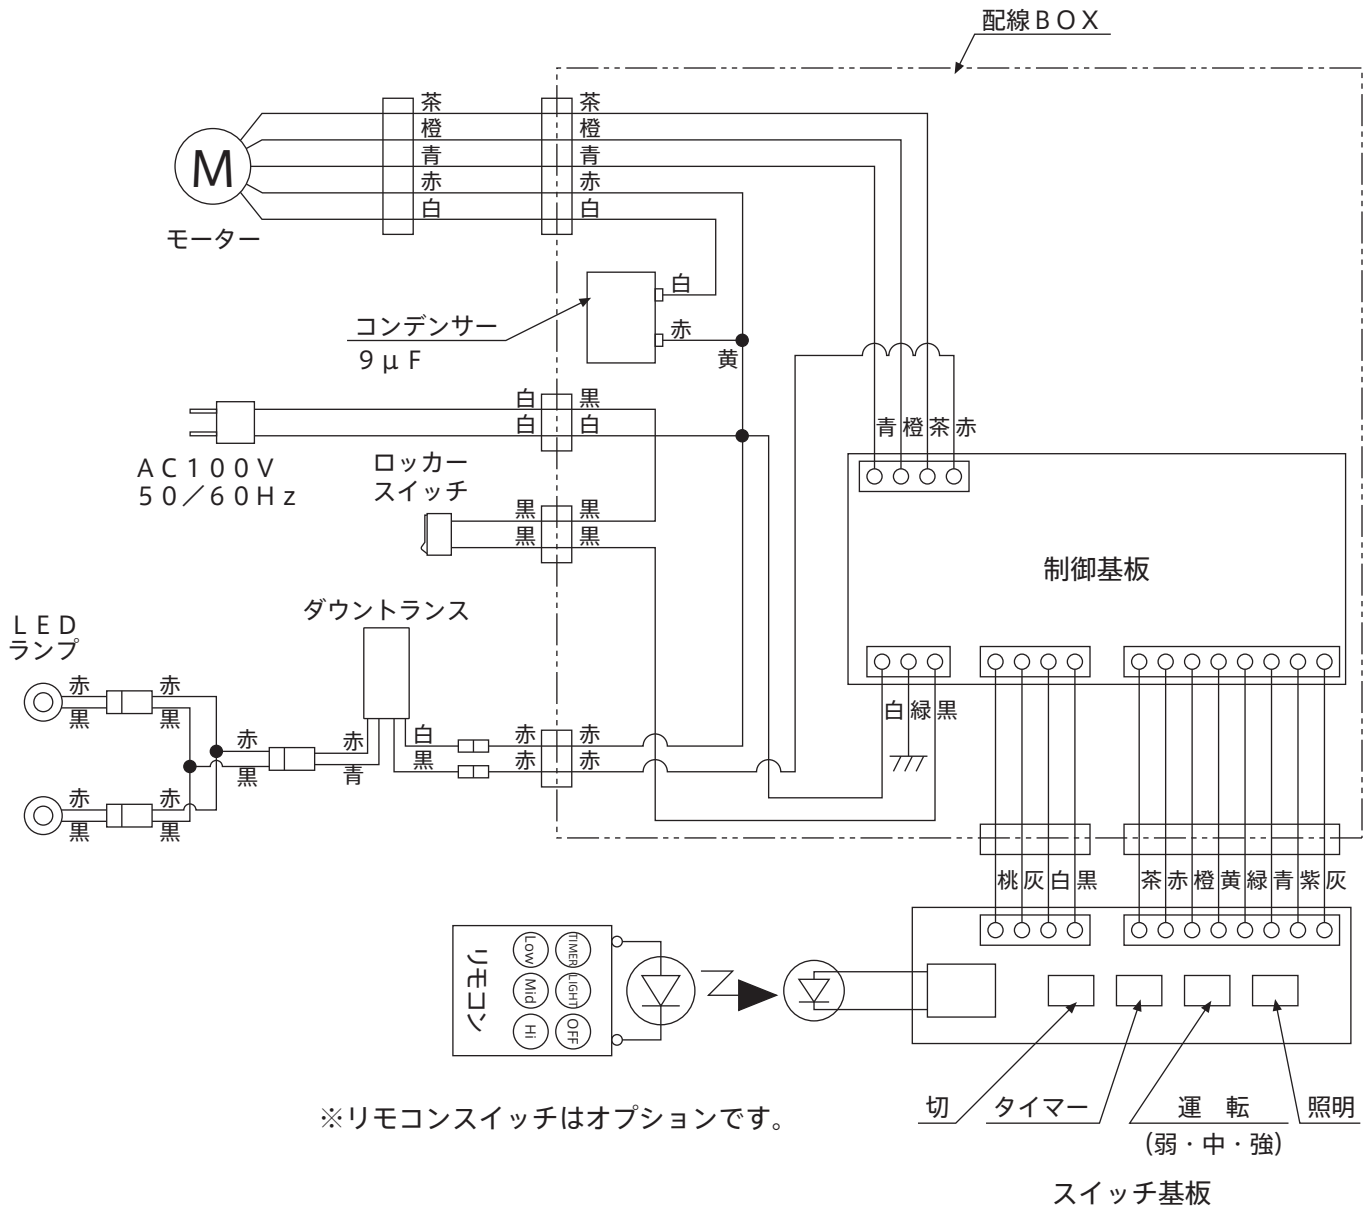 配線ＢＯＸ
茶 茶
橙 橙
青 青
赤 赤
白 白
M
モーター
白
コンデンサー
９μＦ
赤
黄
白 黒
白 白
ＡＣ１００Ｖ
５０／６０Ｈｚ
ロッカー
スイッチ
黒 黒
黒 黒
青 橙 茶 赤
制御基板
ダウントランス
ＬＥＤ
ランプ
赤 赤
黒 黒
赤 赤
黒 青
白 赤 赤
黒 赤 赤
赤 赤
黒 黒
白 緑 黒
桃 灰 白 黒
茶 赤 橙 黄 緑 青 紫 灰
リモコン
Low TIMER
Mid LIGHT
Hi OFF
※リモコンスイッチはオプションです。
切
タイマー
運　転
(弱・中・強)
照明
スイッチ基板